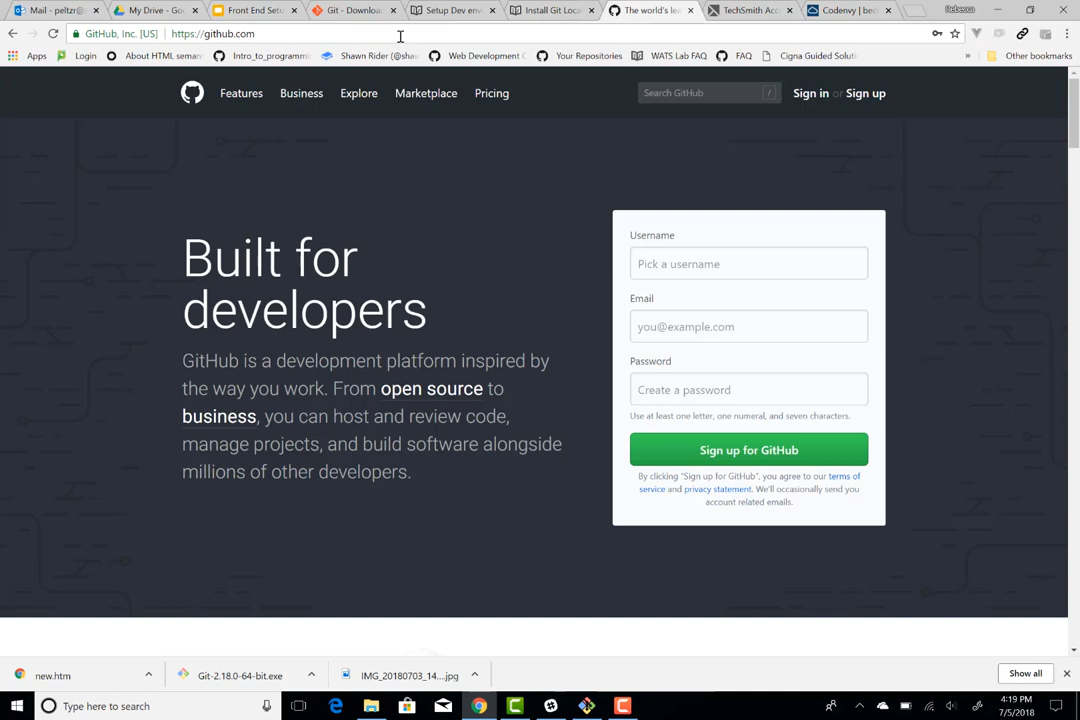 Mail - peltzr@
My Drive - Goo
Front End Setu
Git - Downloa
Setup Dev envi
Install Git Loca
The world's lea
TechSmith Acc
Codenvy | bec
Rebecca
GitHub, Inc. [US]
https://github.com
Apps
Login
About HTML seman
Intro_to_programmi
Shawn Rider (@sha
Web Development C
Your Repositories
WATS Lab FAQ
FAQ
Cigna Guided Solut
»
Other bookmarks
Features
Business
Explore
Marketplace
Pricing
Search GitHub
/
Sign in or Sign up
Built for
developers
GitHub is a development platform inspired by
the way you work. From open source to
business, you can host and review code,
manage projects, and build software alongside
millions of other developers.
Username
Pick a username
Email
you@example.com
Password
Create a password
Use at least one letter, one numeral, and seven characters.
Sign up for GitHub
By clicking "Sign up for GitHub", you agree to our terms of
service and privacy statement. We'll occasionally send you
account related emails.
new.htm
Git-2.18.0-64-bit.exe
IMG_20180703_14....jpg
Show all
Type here to search
4:19 PM
7/5/2018